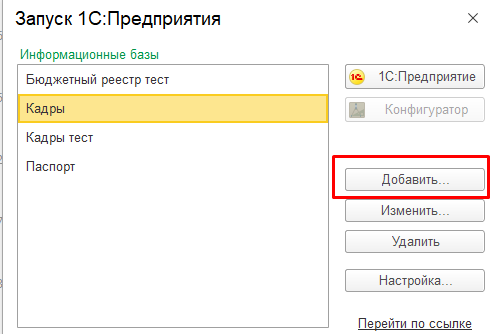 Запуск 1С:Предприятия
Информационные базы
Бюджетный реестр тест
Кадры
Кадры тест
Паспорт
1С:Предприятие
Конфигуратор
Добавить...
Изменить...
Удалить
Настройка...
Перейти по ссылке